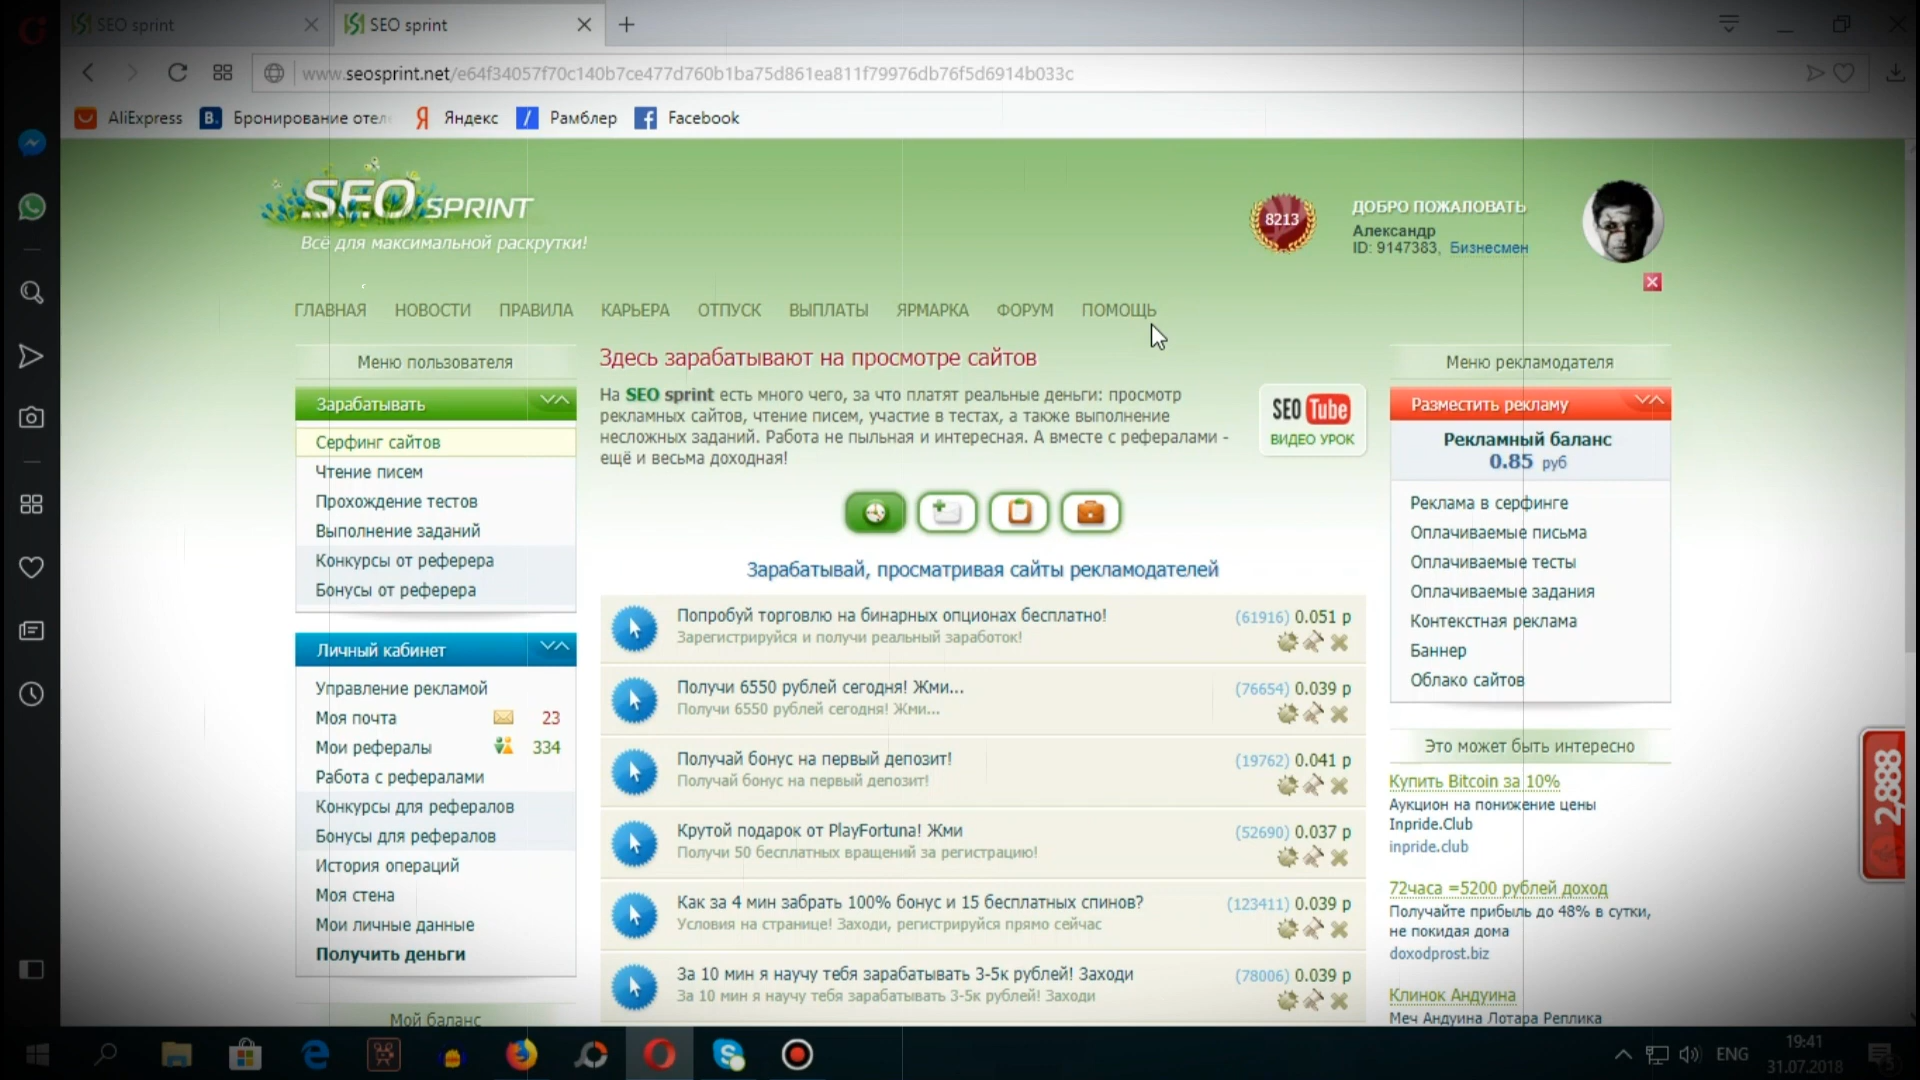 SEO sprint
SEO sprint
www.seosprint.net/e64f34057f70c140b7ce477d760b1ba75d861ea811f79976db76f5d6914b033c
AliExpress
Бронирование отел
Яндекс
Рамблер
Facebook
SEO SPRINT
Всё для максимальной раскрутки!
8213
ДОБРО ПОЖАЛОВАТЬ
Александр
ID: 9147383, Бизнесмен
ГЛАВНАЯ НОВОСТИ ПРАВИЛА КАРЬЕРА ОТПУСК ВЫПЛАТЫ ЯРМАРКА ФОРУМ ПОМОЩЬ
Меню пользователя
Зарабатывать
Серфинг сайтов
Чтение писем
Прохождение тестов
Выполнение заданий
Конкурсы от реферера
Бонусы от реферера
Личный кабинет
Управление рекламой
Моя почта 23
Мои рефералы 334
Работа с рефералами
Конкурсы для рефералов
Бонусы для рефералов
История операций
Моя стена
Мои личные данные
Получить деньги
Мой баланс
Здесь зарабатывают на просмотре сайтов
На SEO sprint есть много чего, за что платят реальные деньги: просмотр
рекламных сайтов, чтение писем, участие в тестах, а также выполнение
несложных заданий. Работа не пыльная и интересная. А вместе с рефералами -
ещё и весьма доходная!
SEO Tube
ВИДЕО УРОК
Зарабатывай, просматривая сайты рекламодателей
Попробуй торговлю на бинарных опционах бесплатно! (61916) 0.051 р
Зарегистрируйся и получи реальный заработок!
Получи 6550 рублей сегодня! Жми... (76654) 0.039 р
Получи 6550 рублей сегодня! Жми...
Получай бонус на первый депозит! (19762) 0.041 р
Получай бонус на первый депозит!
Крутой подарок от PlayFortuna! Жми (52690) 0.037 р
Получи 50 бесплатных вращений за регистрацию!
Как за 4 мин забрать 100% бонус и 15 бесплатных спинов? (123411) 0.039 р
Условия на странице! Заходи, регистрируйся прямо сейчас
За 10 мин я научу тебя зарабатывать 3-5к рублей! Заходи (78006) 0.039 р
За 10 мин я научу тебя зарабатывать 3-5к рублей! Заходи
Меню рекламодателя
Разместить рекламу
Рекламный баланс
0.85 руб
Реклама в серфинге
Оплачиваемые письма
Оплачиваемые тесты
Оплачиваемые задания
Контекстная реклама
Баннер
Облако сайтов
Это может быть интересно
Купить Bitcoin за 10%
Аукцион на понижение цены
Inpride.Club
inpride.club
72часа =5200 рублей доход
Получайте прибыль до 48% в сутки,
не покидая дома
doxodprost.biz
Клинок Андуина
Меч Андуина Лотара Реплика
2,888
ENG
19:41
31.07.2018